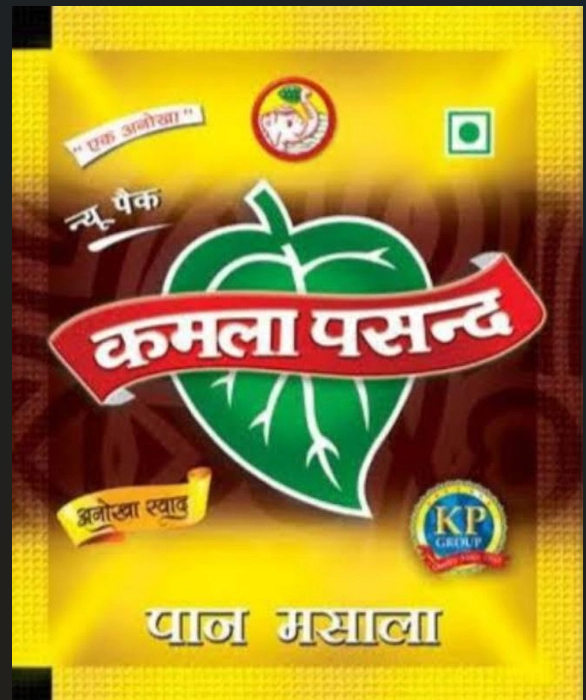 "एक अनोखा"
न्यू पैक
कमला पसन्द
अनोखा स्वाद
KP
GROUP
पान मसाला